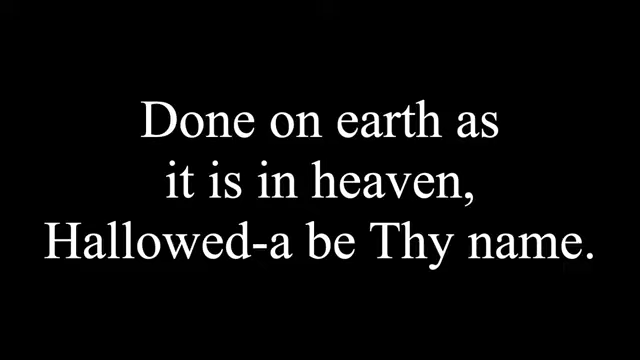 Done on earth as
it is in heaven,
Hallowed-a be Thy name.